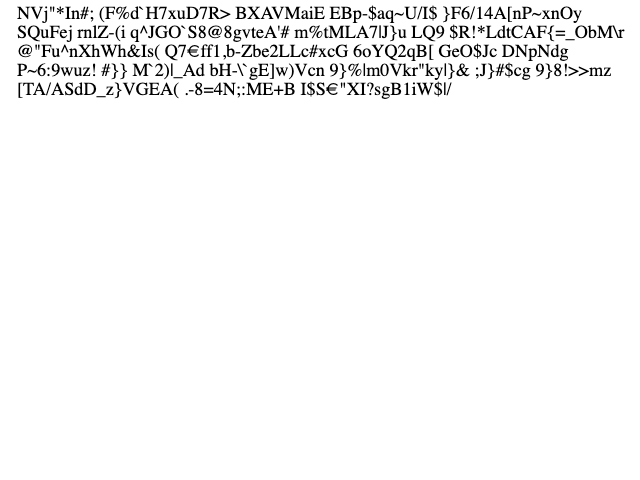 NVj"*In#; (F%d`H7xuD7R> BXAVMaiE EBp-$aq~U/I$ }F6/14A[nP~xnOy
SQuFej rnlZ-(i q^JGO`S8@8gvteA'# m%tMLA7|J}u LQ9 $R!*LdtCAF{=_ObM\r
@"Fu^nXhWh&Is( Q7€ff1,b-Zbe2LLc#xcG 6oYQ2qB[ GeO$Jc DNpNdg
P~6:9wuz! #}} M`2)|_Ad bH-\`gE]w)Vcn 9}%|m0Vkr"ky|}& ;J}#$cg 9}8!>>mz
[TA/ASdD_z}VGEA( .-8=4N;:ME+B I$S€"XI?sgB1iW$|/